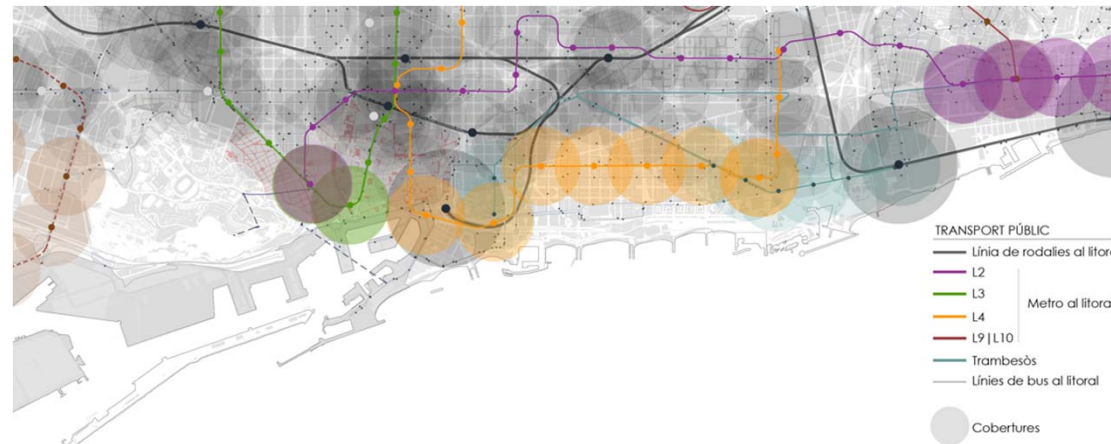 TRANSPORT PÚBLIC
Línia de rodalies al litora
L2
L3
Metro al litora
L4
L9|L10
Trambesòs
Línies de bus al litoral
Cobertures